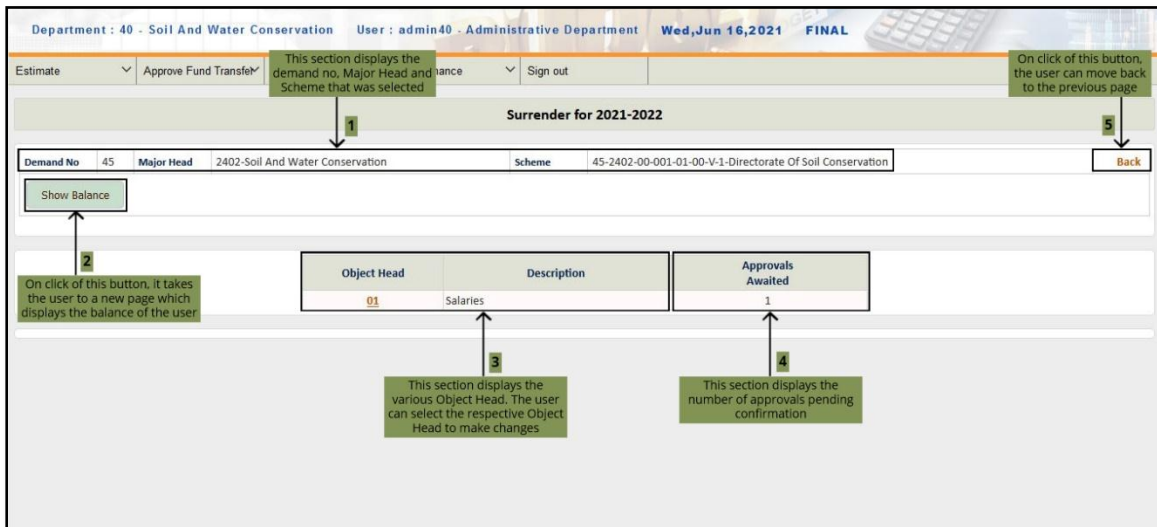 Department : 40 - Soil And Water Conservation User : admin40 - Administrative Department Wed,Jun 16,2021 FINAL
Estimate Approve Fund Transfer Sign out
This section displays the
demand no, Major Head and
Scheme that was selected
On click of this button,
the user can move back
to the previous page
Surrender for 2021-2022
1
5
Demand No 45 Major Head 2402-Soil And Water Conservation Scheme 45-2402-00-001-01-00-V-1-Directorate Of Soil Conservation Back
Show Balance
2
On click of this button, it takes
the user to a new page which
displays the balance of the user
Object Head Description Approvals
Awaited
01 Salaries 1
3
This section displays the
various Object Head. The user
can select the respective Object
Head to make changes
4
This section displays the
number of approvals pending
confirmation